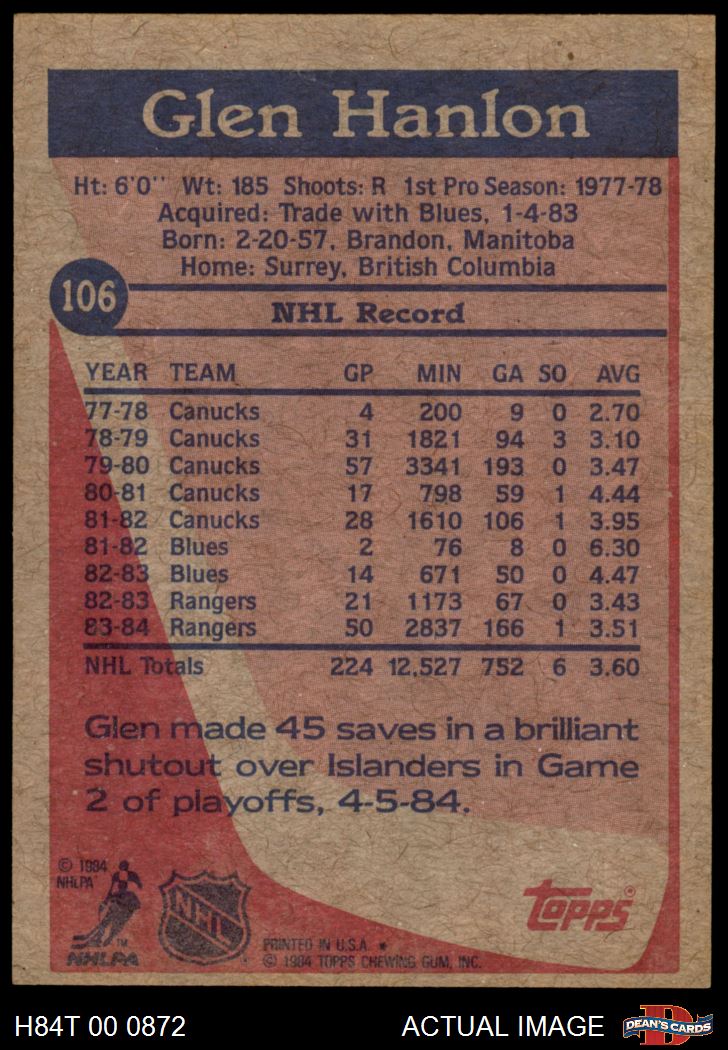 Glen Hanlon
Ht: 6'0'' Wt: 185 Shoots: R 1st Pro Season: 1977-78
Acquired: Trade with Blues, 1-4-83
Born: 2-20-57, Brandon, Manitoba
Home: Surrey, British Columbia
106
NHL Record
YEAR TEAM GP MIN GA SO AVG
77-78 Canucks 4 200 9 0 2.70
78-79 Canucks 31 1821 94 3 3.10
79-80 Canucks 57 3341 193 0 3.47
80-81 Canucks 17 798 59 1 4.44
81-82 Canucks 28 1610 106 1 3.95
81-82 Blues 2 76 8 0 6.30
82-83 Blues 14 671 50 0 4.47
82-83 Rangers 21 1173 67 0 3.43
83-84 Rangers 50 2837 166 1 3.51
NHL Totals 224 12,527 752 6 3.60
Glen made 45 saves in a brilliant
shutout over Islanders in Game
2 of playoffs, 4-5-84.
© 1984
NHLPA
TM
NHLPA
NHL
®
PRINTED IN U.S.A. *
© 1984 TOPPS CHEWING GUM, INC.
topps®
H84T 00 0872
ACTUAL IMAGE
D
DEAN'S CARDS